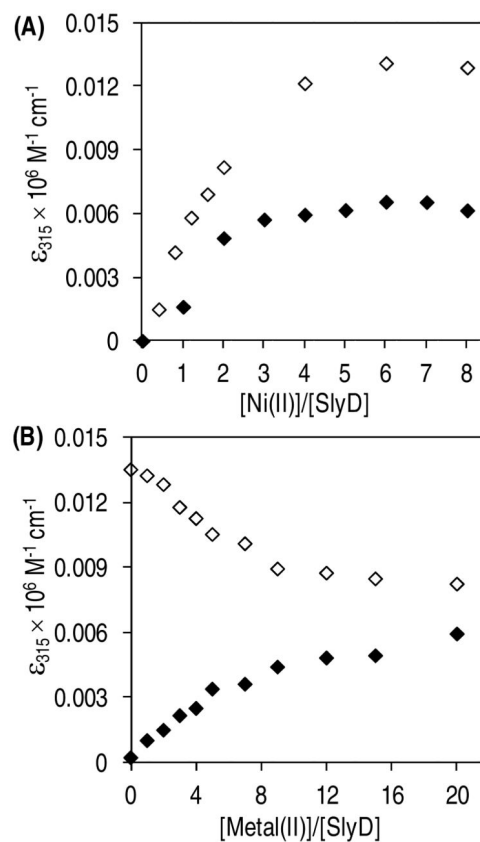 (A)
0.015
0.012
0.009
0.006
0.003
0
ε315 × 10⁶ M⁻¹ cm⁻¹
0 1 2 3 4 5 6 7 8
[Ni(II)]/[SlyD]
(B)
0.015
0.012
0.009
0.006
0.003
0
ε315 × 10⁶ M⁻¹ cm⁻¹
0 4 8 12 16 20
[Metal(II)]/[SlyD]